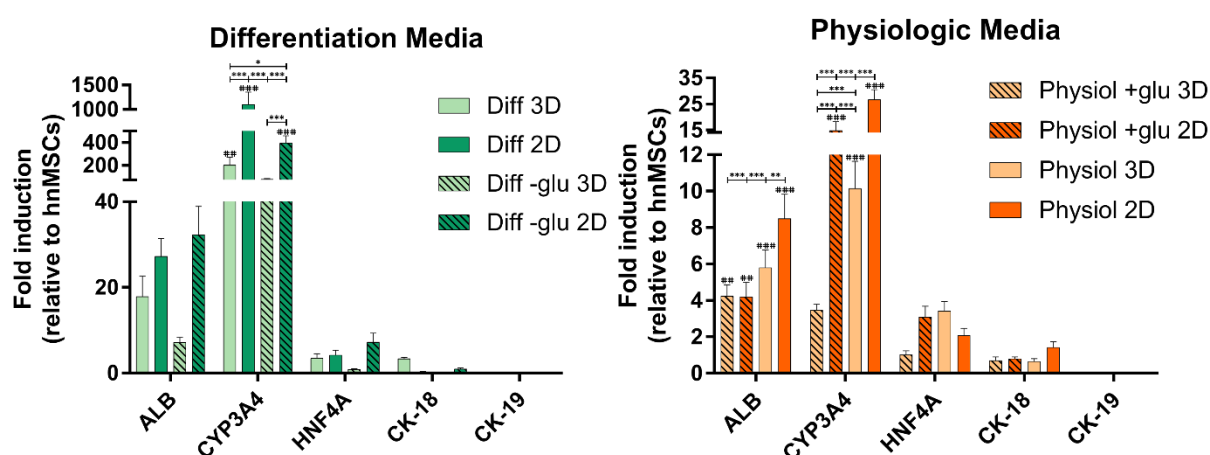 Differentiation Media
Fold induction
(relative to hnMSCs)
1500
1000
400
200
40
20
0
*
*** *** ***
###
***
##
###
Diff 3D
Diff 2D
Diff -glu 3D
Diff -glu 2D
ALB
CYP3A4
HNF4A
CK-18
CK-19
Physiologic Media
Fold induction
(relative to hnMSCs)
35
25
15
12
10
8
6
4
2
0
*** *** ***
***
*** ***
###
###
###
*** *** **
###
###
## ##
Physiol +glu 3D
Physiol +glu 2D
Physiol 3D
Physiol 2D
ALB
CYP3A4
HNF4A
CK-18
CK-19